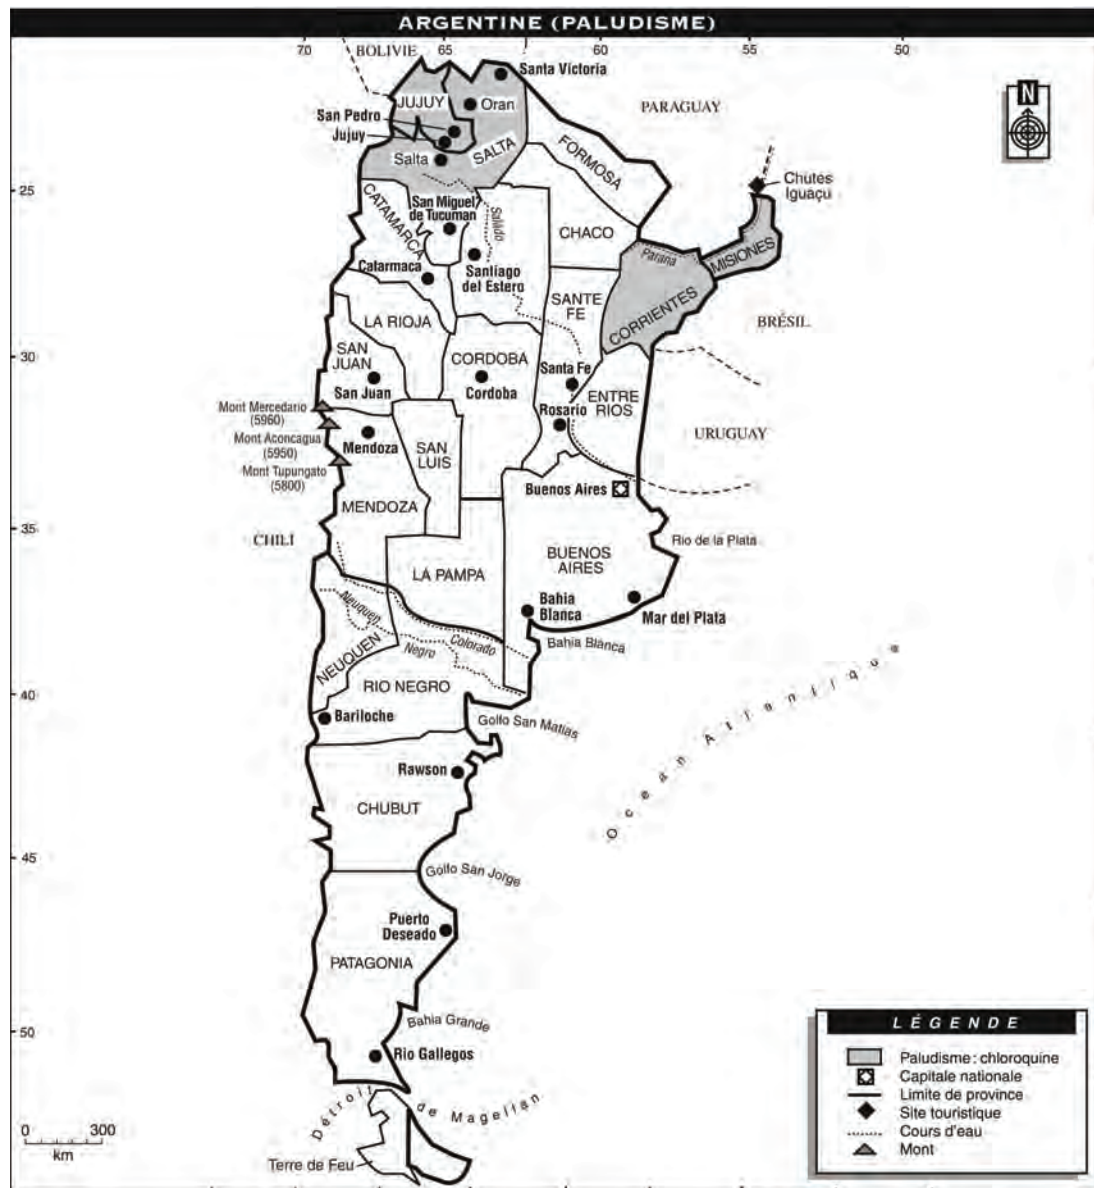 ARGENTINE (PALUDISME)
70
BOLIVIE
65
60
55
50
Santa Victoria
PARAGUAY
N
JUJUY
Oran
San Pedro
Jujuy
Salta
SALTA
FORMOSA
Chutes
Iguaçu
25
CATAMARCA
San Miguel
de Tucuman
Salado
CHACO
Parana
MISIONES
Catarmaca
Santiago
del Estero
SANTE
FE
CORRIENTES
LA RIOJA
BRÉSIL
30
SAN
JUAN
CORDOBA
San Juan
Cordoba
Santa Fe
ENTRE
RIOS
Mont Mercedario
(5960)
Rosario
Mont Aconcagua
(5950)
Mendoza
SAN
LUIS
URUGUAY
Mont Tupungato
(5800)
Buenos Aires
MENDOZA
35
CHILI
BUENOS
AIRES
Rio de la Plata
LA PAMPA
Neuquen
Bahia
Blanca
Mar del Plata
Colorado
Negro
Bahia Blanca
NEUQUEN
RIO NEGRO
40
Bariloche
Golfo San Matias
Océan Atlantique
Rawson
CHUBUT
45
Golfo San Jorge
Puerto
Deseado
PATAGONIA
50
Bahia Grande
Rio Gallegos
Détroit de Magellan
0 300
km
Terre de Feu
LÉGENDE
Paludisme : chloroquine
Capitale nationale
Limite de province
Site touristique
Cours d'eau
Mont